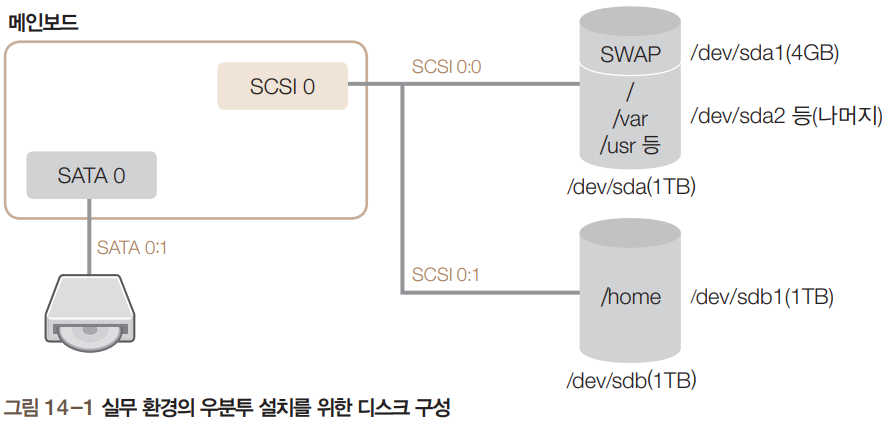 메인보드
SCSI 0
SATA 0
SATA 0:1
SCSI 0:0
SCSI 0:1
SWAP
/
/var
/usr 등
/dev/sda1(4GB)
/dev/sda2 등(나머지)
/dev/sda(1TB)
/home
/dev/sdb1(1TB)
/dev/sdb(1TB)
그림 14-1 실무 환경의 우분투 설치를 위한 디스크 구성